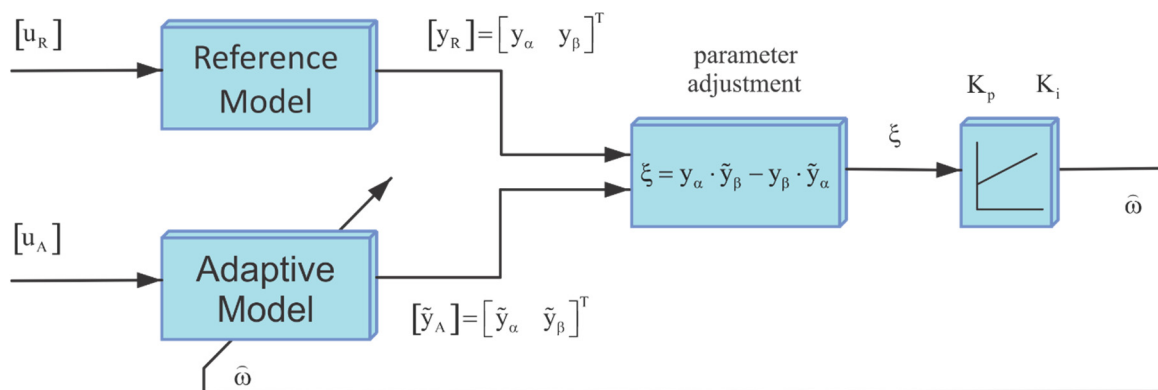 [u_R]
Reference
Model
[y_R]=[y_α y_β]^T
parameter
adjustment
ξ = y_α · ỹ_β − y_β · ỹ_α
ξ
K_p K_i
ω̂
[u_A]
Adaptive
Model
[ỹ_A]=[ỹ_α ỹ_β]^T
ω̂